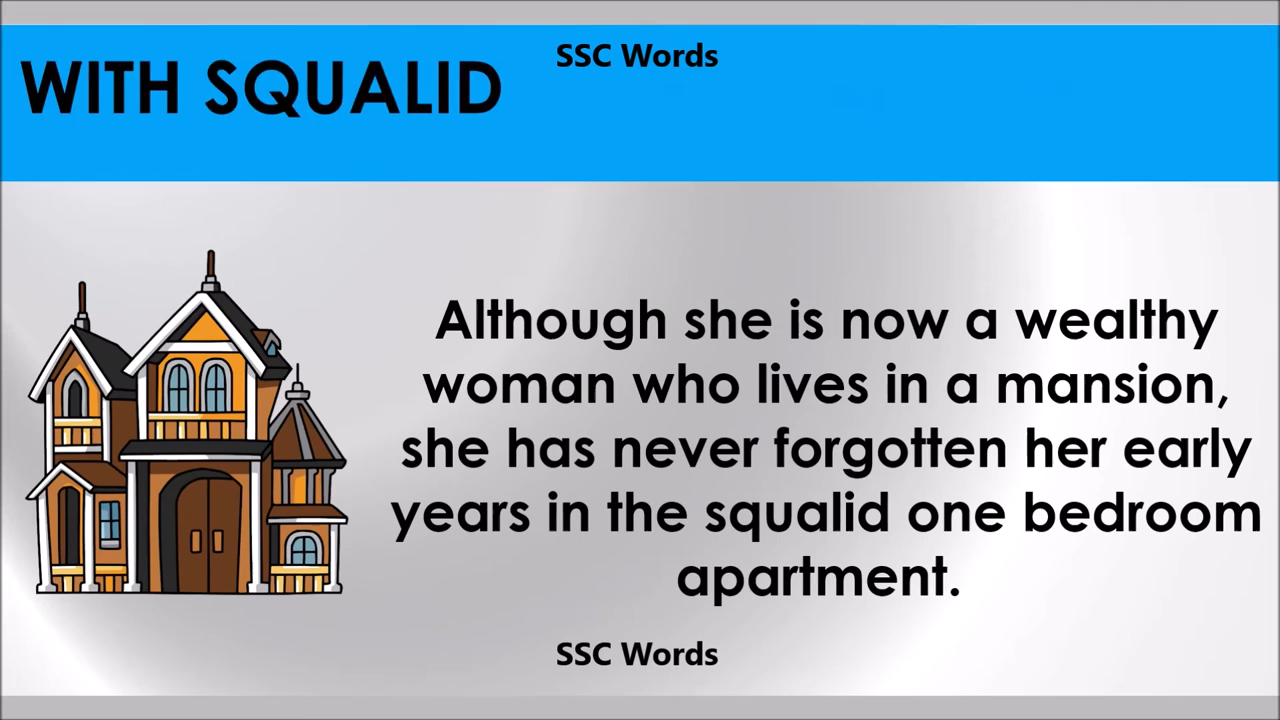 SSC Words
WITH SQUALID
Although she is now a wealthy
woman who lives in a mansion,
she has never forgotten her early
years in the squalid one bedroom
apartment.
SSC Words